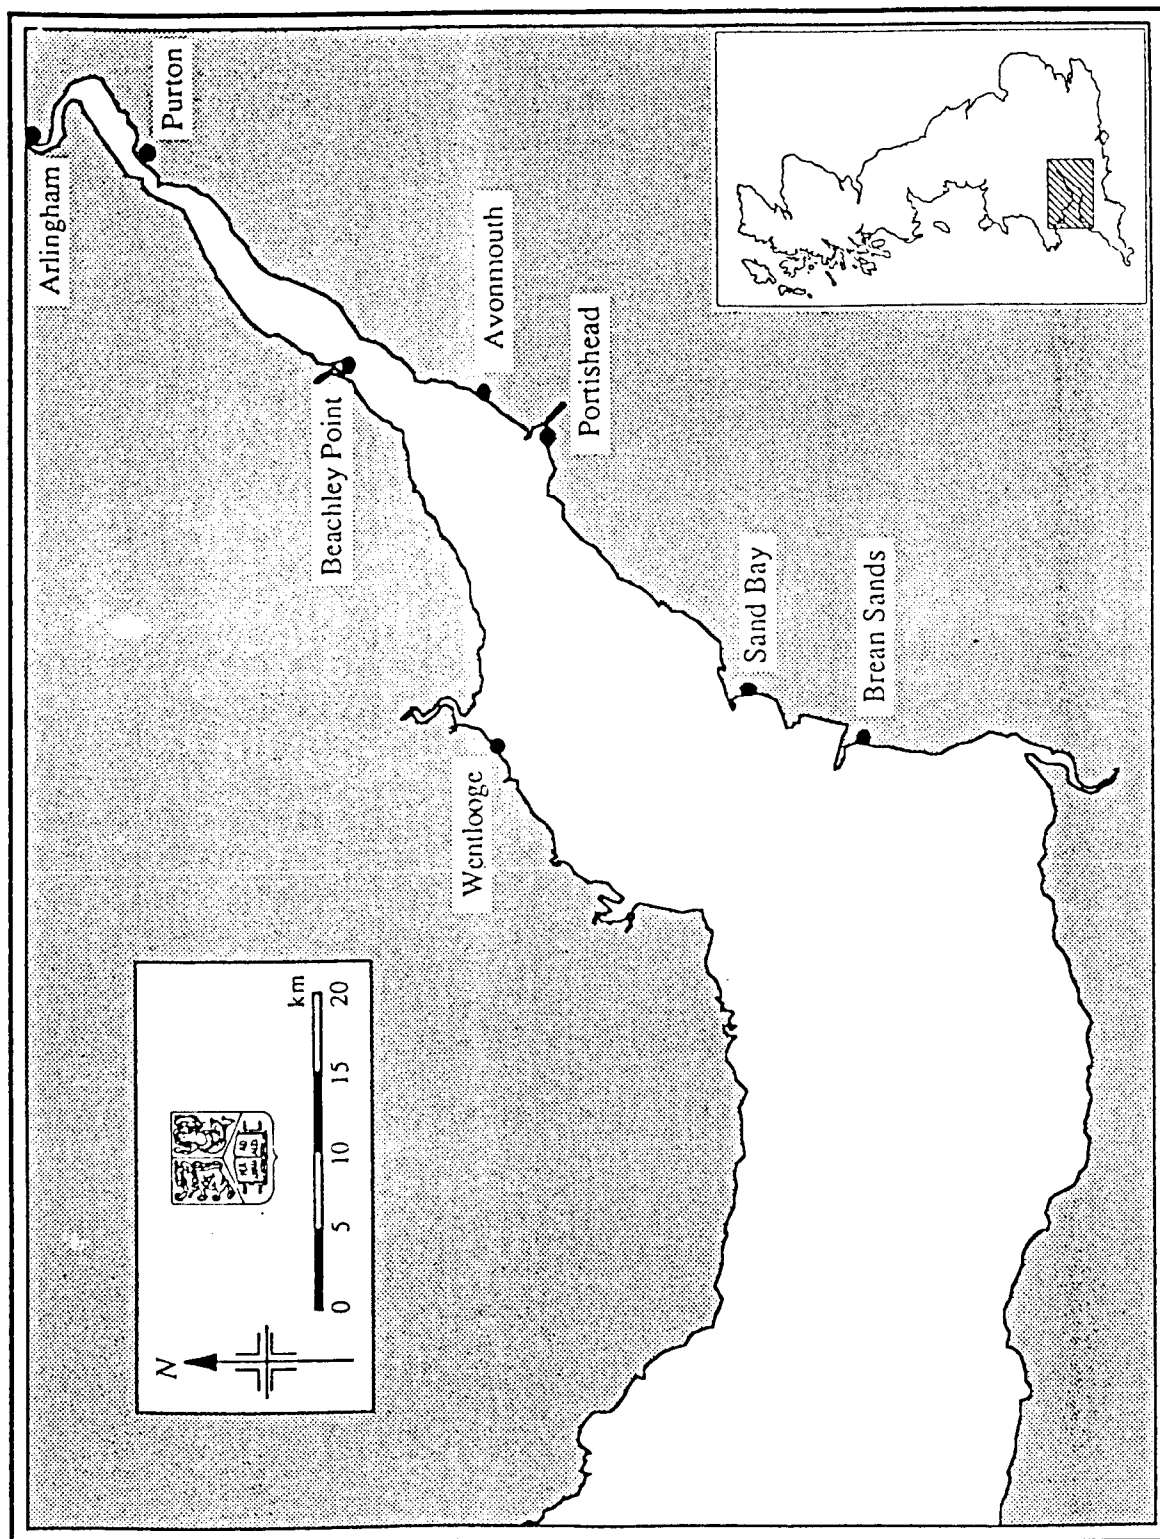 Arlingham
Purton
Beachley Point
Avonmouth
Portishead
Sand Bay
Brean Sands
Wentlooge
N
km
0 5 10 15 20